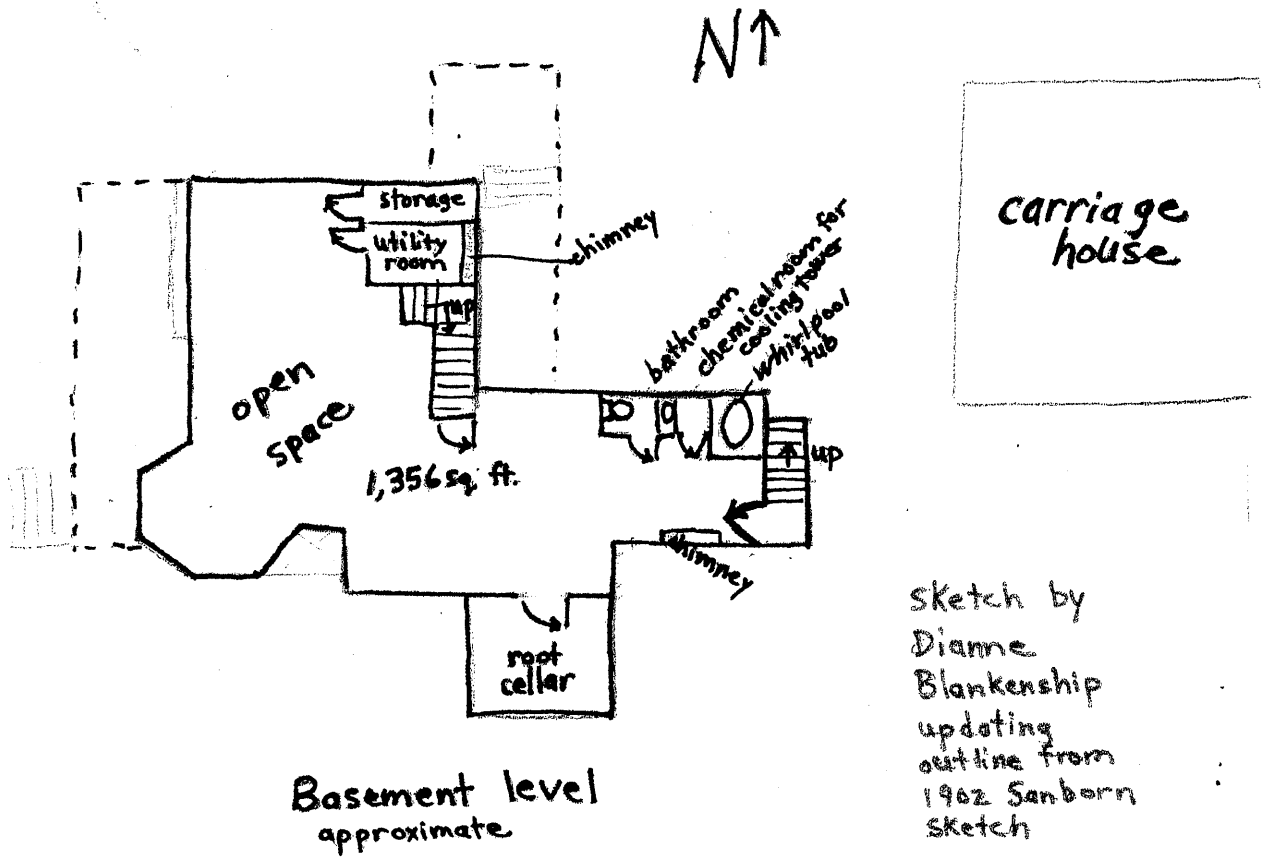 N
storage
utility
room
chimney
up
bathroom
chemical room for
cooling tower
whirlpool
tub
carriage
house
open
space
1,356 sq. ft.
up
chimney
root
cellar
Sketch by
Dianne
Blankenship
updating
outline from
1902 Sanborn
sketch
Basement level
approximate